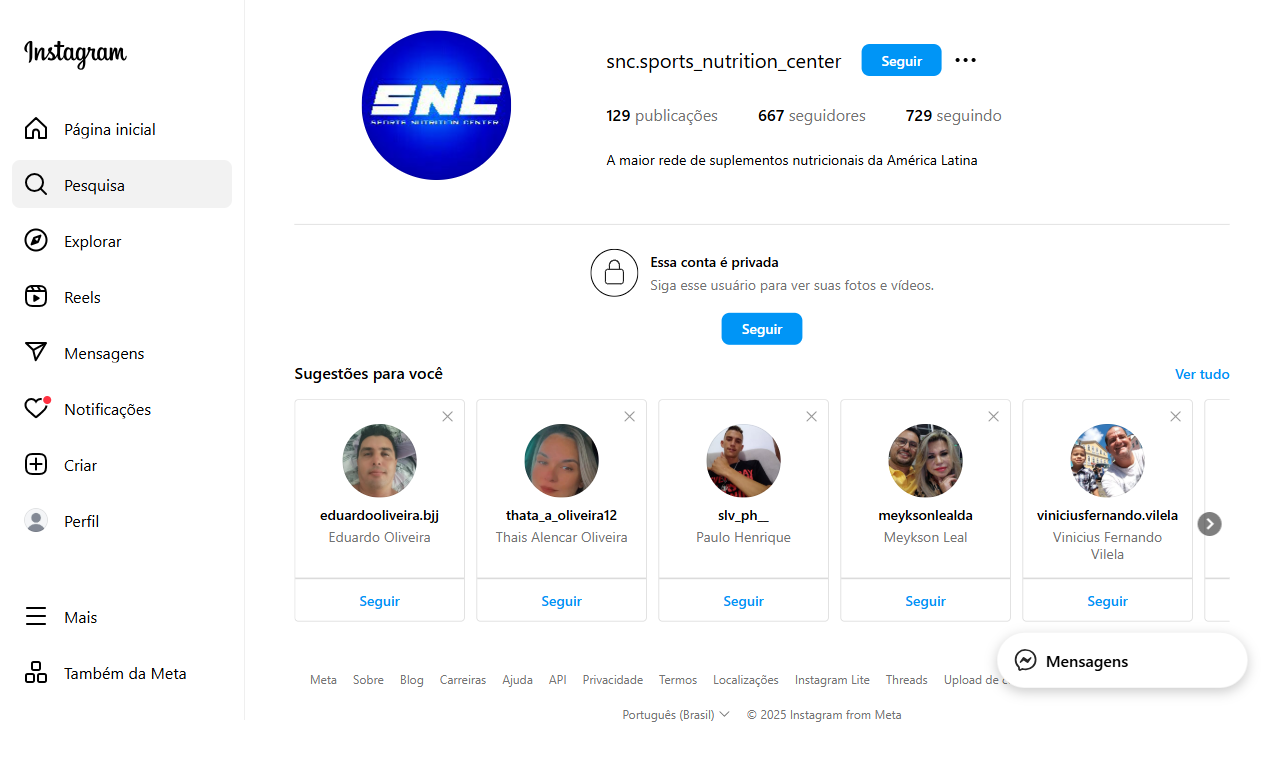 Instagram
Página inicial
Pesquisa
Explorar
Reels
Mensagens
Notificações
Criar
Perfil
Mais
Também da Meta
SNC
SPORTS NUTRITION CENTER
snc.sports_nutrition_center
Seguir
129 publicações
667 seguidores
729 seguindo
A maior rede de suplementos nutricionais da América Latina
Essa conta é privada
Siga esse usuário para ver suas fotos e vídeos.
Seguir
Sugestões para você
Ver tudo
eduardooliveira.bjj
Eduardo Oliveira
Seguir
thata_a_oliveira12
Thais Alencar Oliveira
Seguir
slv_ph__
Paulo Henrique
Seguir
meyksonlealda
Meykson Leal
Seguir
viniciusfernando.vilela
Vinicius Fernando
Vilela
Seguir
Mensagens
Meta Sobre Blog Carreiras Ajuda API Privacidade Termos Localizações Instagram Lite Threads Upload de
Português (Brasil) © 2025 Instagram from Meta